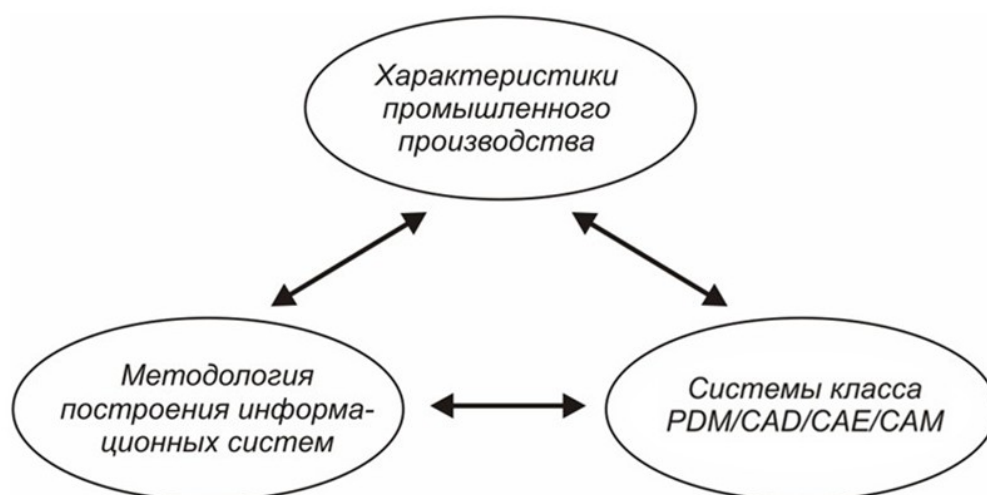 Характеристики
промышленного
производства
Методология
построения информа-
ционных систем
Системы класса
PDM/CAD/CAE/CAM